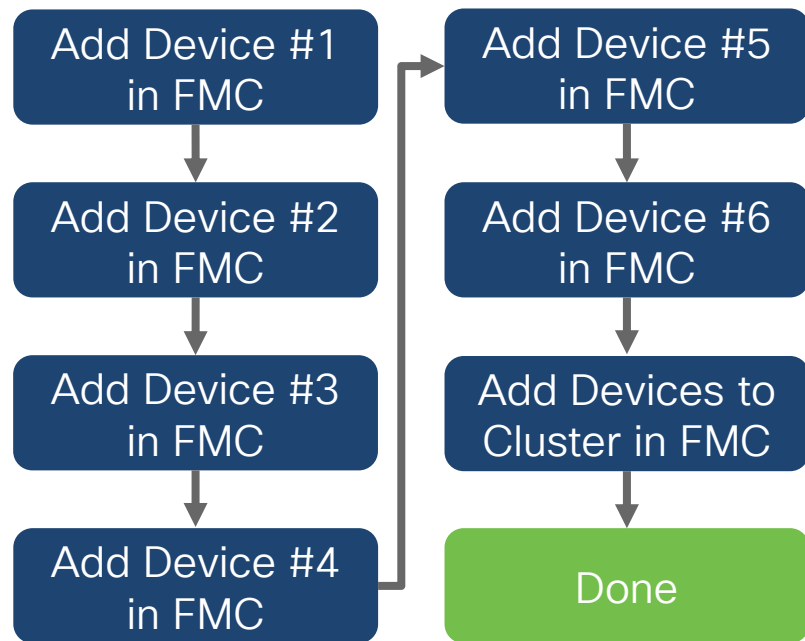 Add Device #1
in FMC
Add Device #2
in FMC
Add Device #3
in FMC
Add Device #4
in FMC
Add Device #5
in FMC
Add Device #6
in FMC
Add Devices to
Cluster in FMC
Done